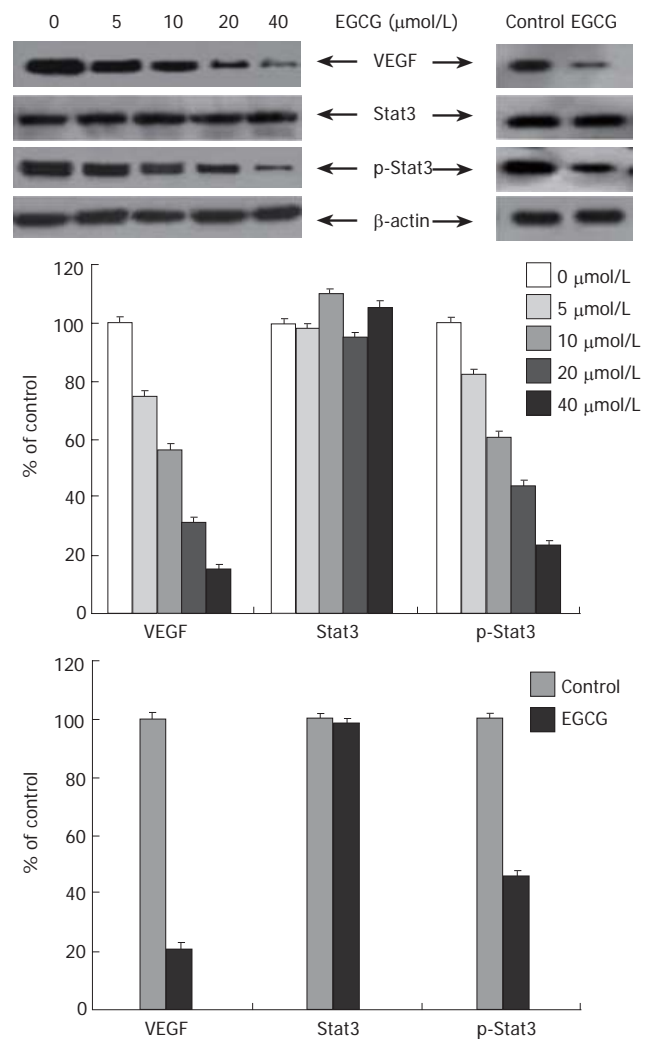 0 5 10 20 40 EGCG (μmol/L) Control EGCG
VEGF
Stat3
p-Stat3
β-actin
120
100
80
60
40
20
0
% of control
VEGF Stat3 p-Stat3
0 μmol/L
5 μmol/L
10 μmol/L
20 μmol/L
40 μmol/L
120
100
80
60
40
20
0
% of control
VEGF Stat3 p-Stat3
Control
EGCG